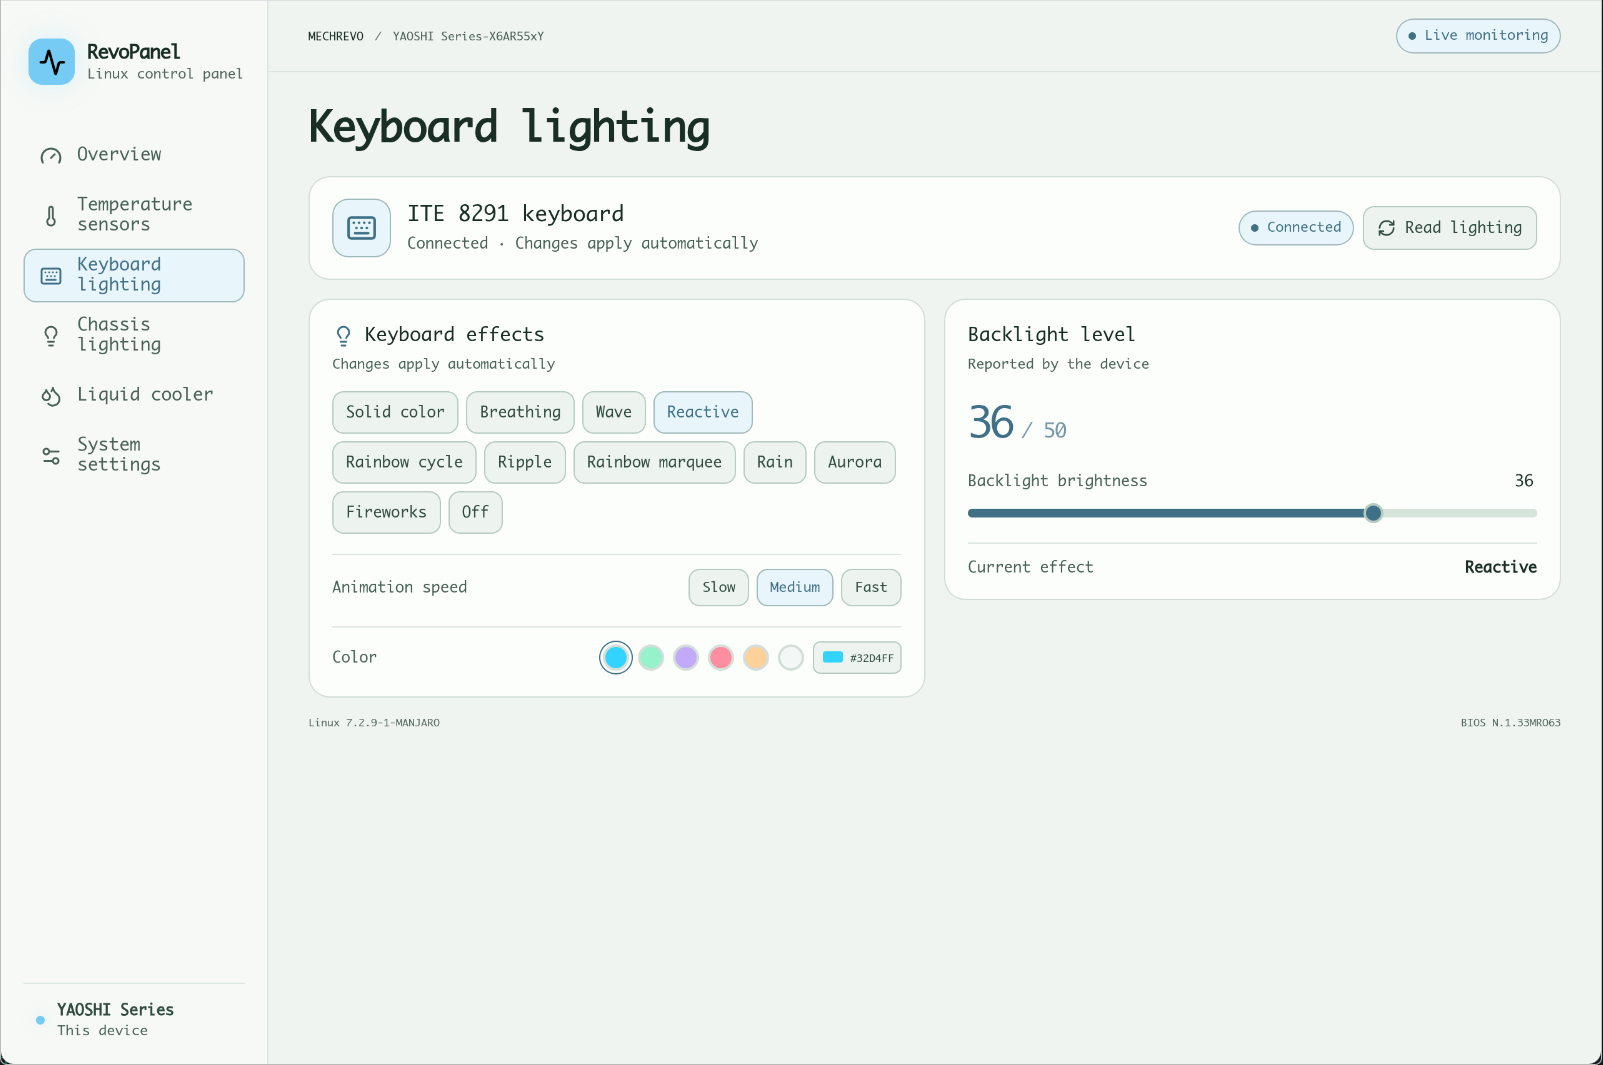 RevoPanel
Linux control panel
Overview
Temperature
sensors
Keyboard
lighting
Chassis
lighting
Liquid cooler
System
settings
YAOSHI Series
This device
MECHREVO / YAOSHI Series-X6AR55xY
Live monitoring
Keyboard lighting
ITE 8291 keyboard
Connected · Changes apply automatically
Connected
Read lighting
Keyboard effects
Changes apply automatically
Solid color Breathing Wave Reactive
Rainbow cycle Ripple Rainbow marquee Rain Aurora
Fireworks Off
Animation speed Slow Medium Fast
Color #32D4FF
Backlight level
Reported by the device
36 / 50
Backlight brightness 36
Current effect Reactive
Linux 7.2.9-1-MANJARO
BIOS N.1.33MRO63